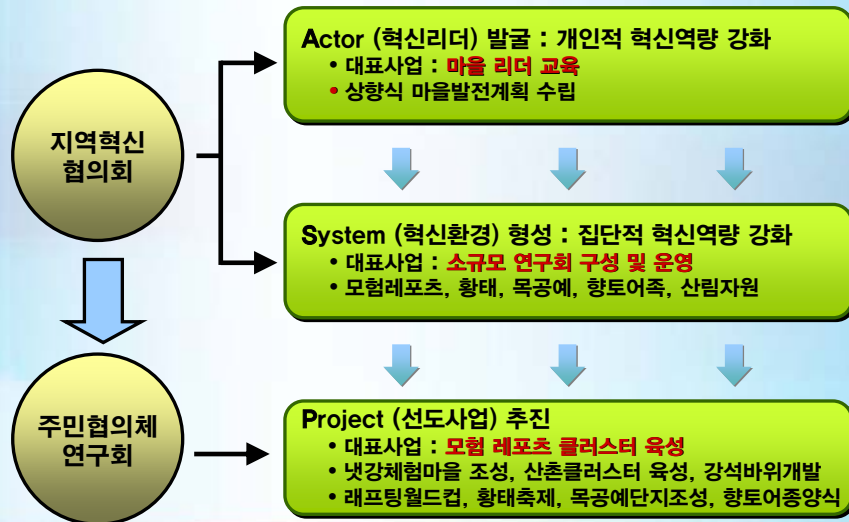 지역혁신
협의회
Actor (혁신리더) 발굴 : 개인적 혁신역량 강화
• 대표사업 : 마을 리더 교육
• 상향식 마을발전계획 수립
System (혁신환경) 형성 : 집단적 혁신역량 강화
• 대표사업 : 소규모 연구회 구성 및 운영
• 모험레포츠, 황태, 목공예, 향토어족, 산림자원
주민협의체
연구회
Project (선도사업) 추진
• 대표사업 : 모험 레포츠 클러스터 육성
• 냇강체험마을 조성, 산촌클러스터 육성, 강석바위개발
• 래프팅월드컵, 황태축제, 목공예단지조성, 향토어종양식